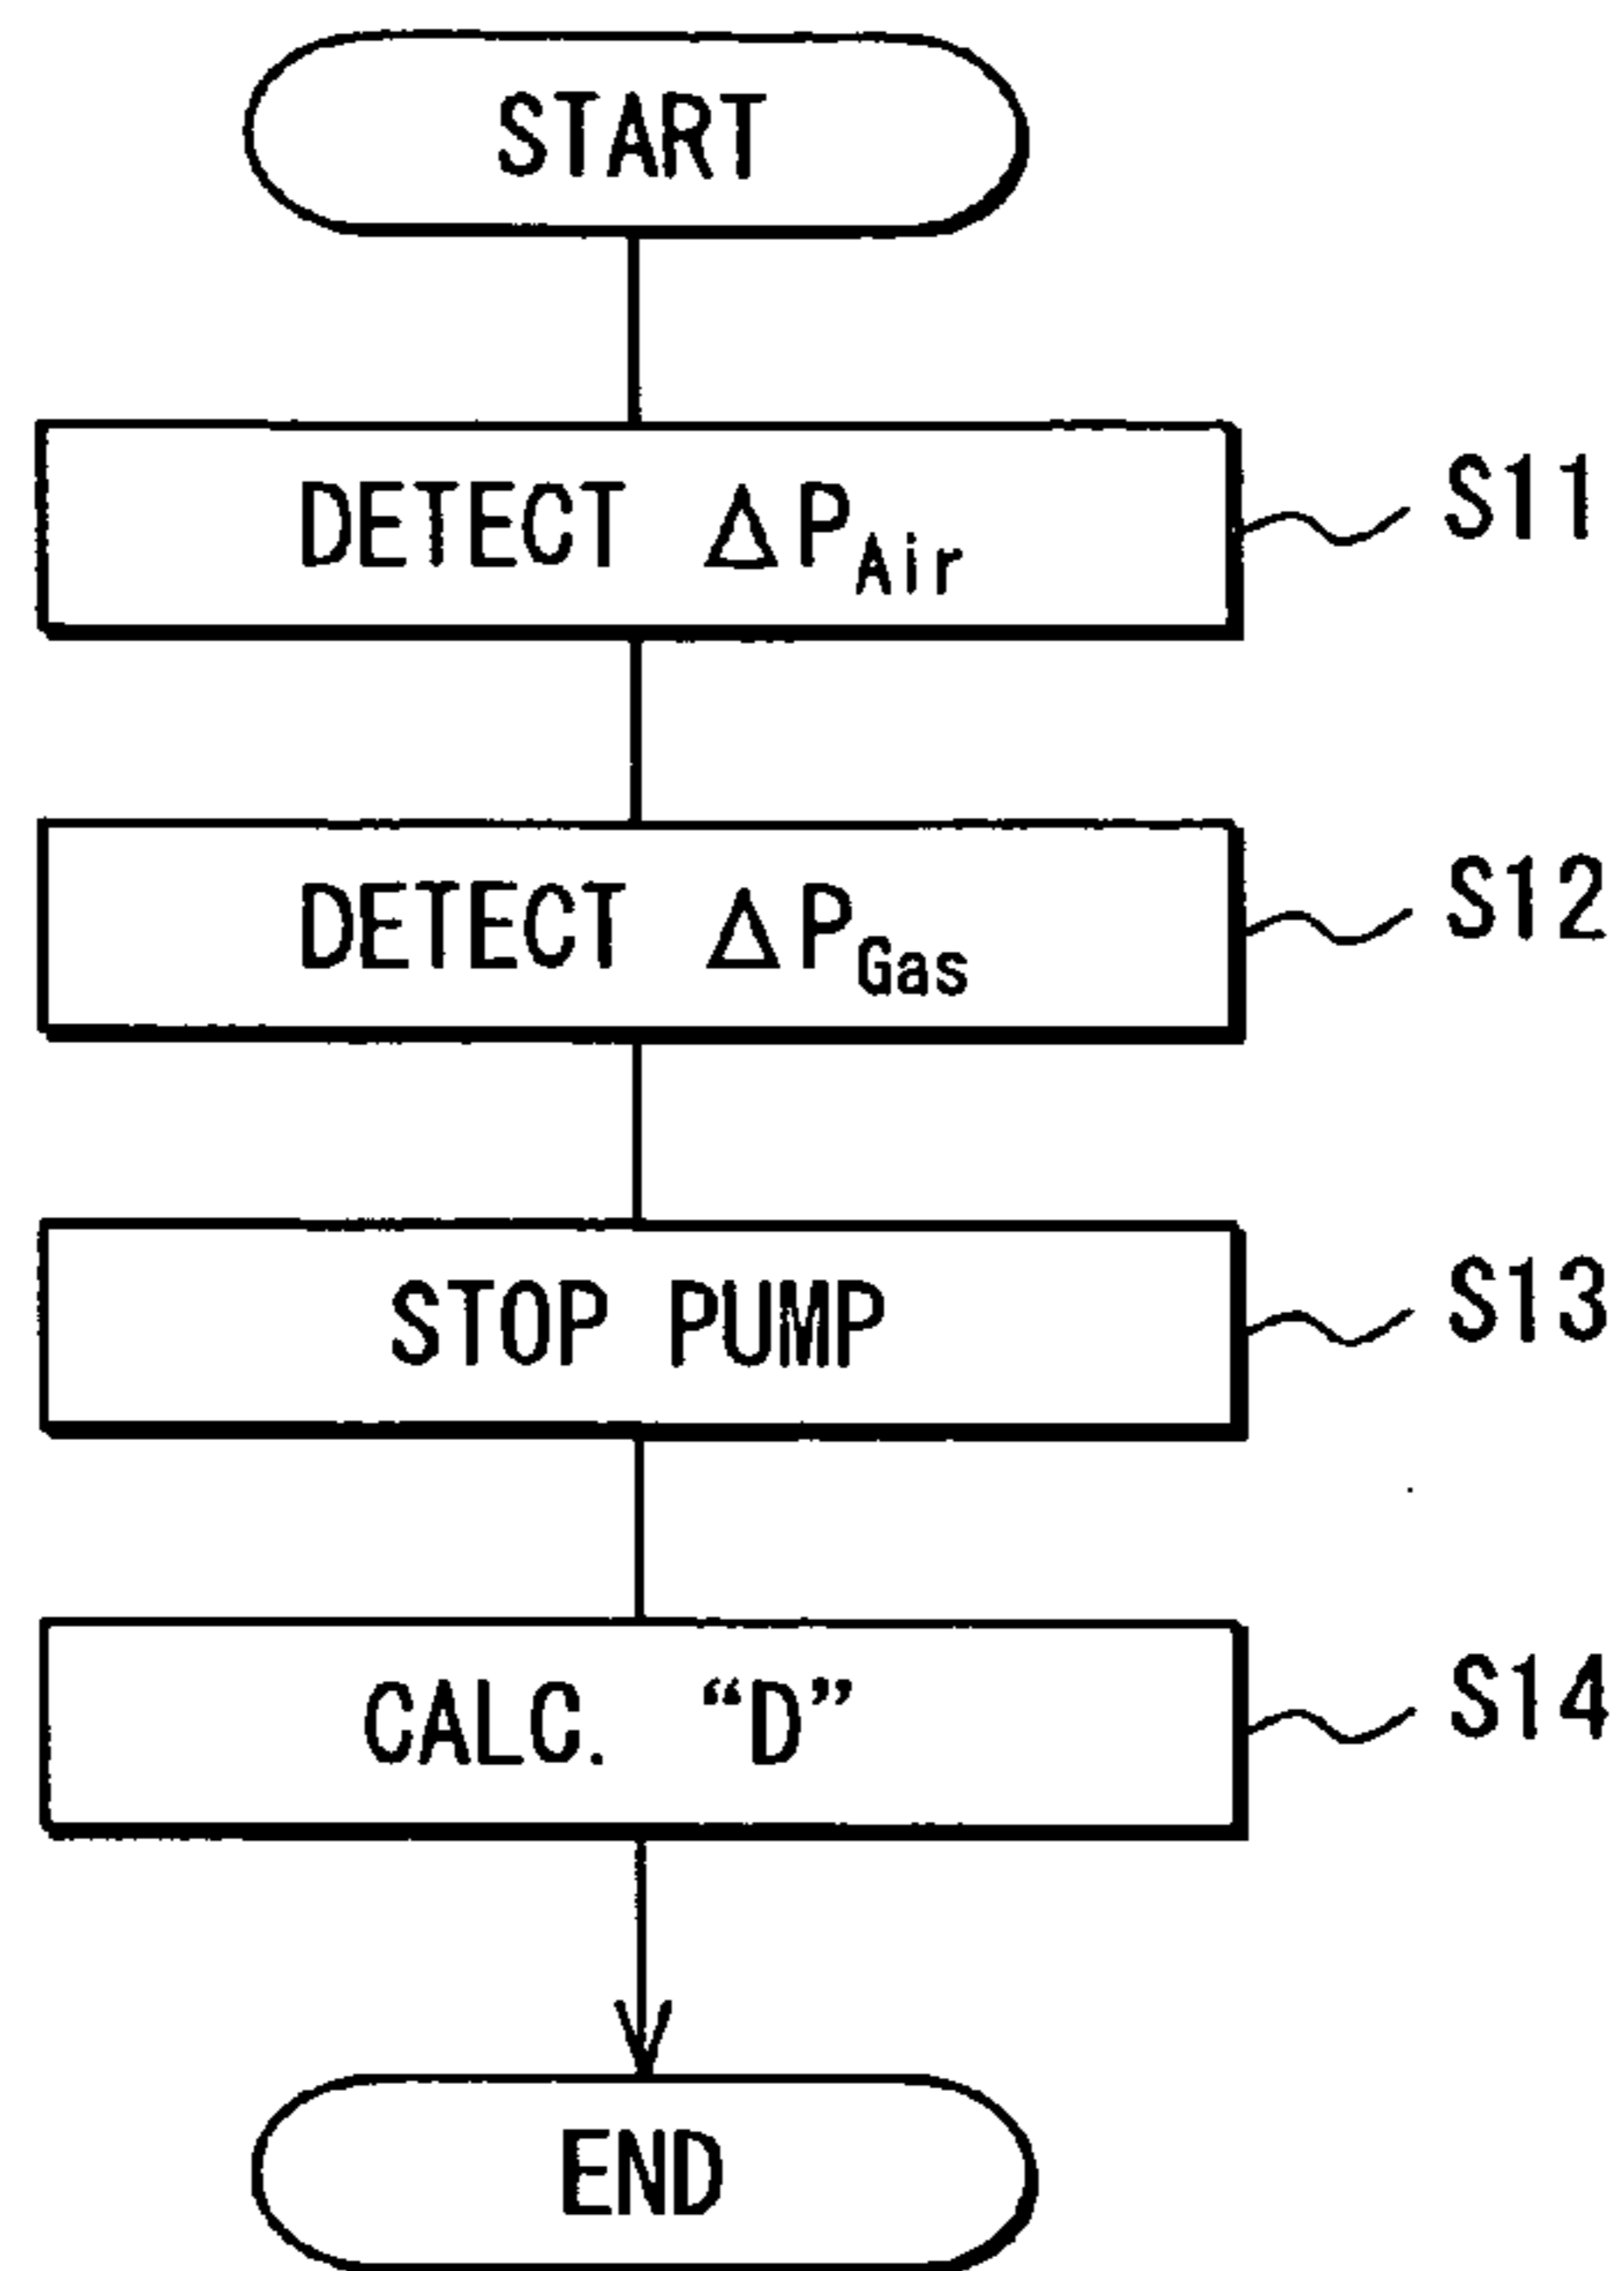 START
DETECT ΔP_Air S11
DETECT ΔP_Gas S12
STOP PUMP S13
CALC. “D” S14
END